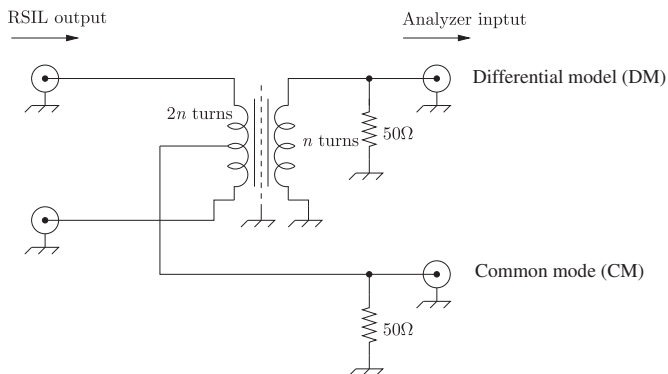 RSIL output
Analyzer inptut
Differential model (DM)
2n turns
n turns
50Ω
Common mode (CM)
50Ω